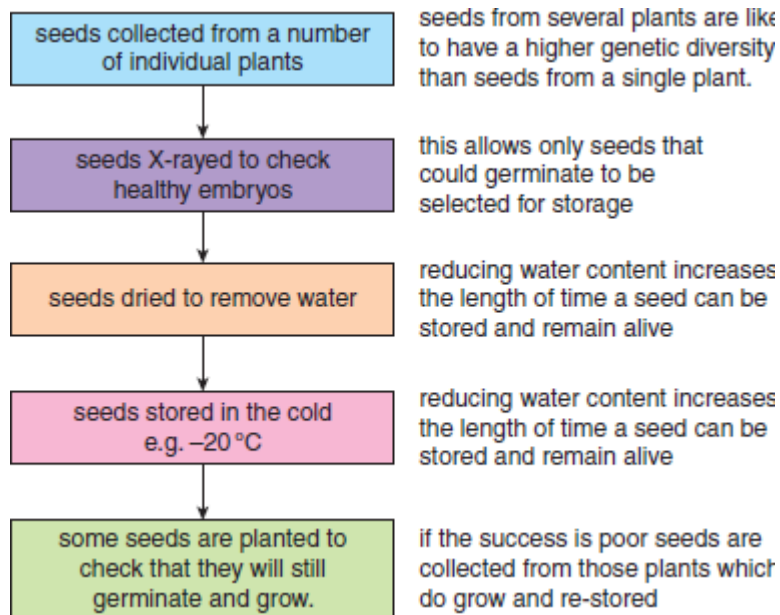 seeds collected from a number
of individual plants
seeds from several plants are like
to have a higher genetic diversity
than seeds from a single plant.
seeds X-rayed to check
healthy embryos
this allows only seeds that
could germinate to be
selected for storage
seeds dried to remove water
reducing water content increases
the length of time a seed can be
stored and remain alive
seeds stored in the cold
e.g. –20 °C
reducing water content increases
the length of time a seed can be
stored and remain alive
some seeds are planted to
check that they will still
germinate and grow.
if the success is poor seeds are
collected from those plants which
do grow and re-stored